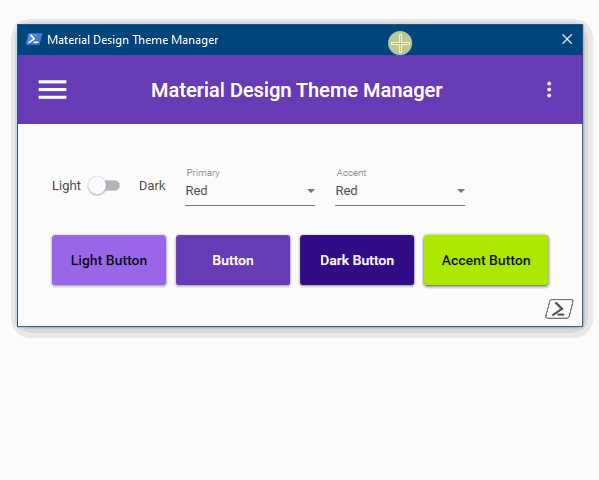 Material Design Theme Manager
Material Design Theme Manager
Primary Accent
Light Dark Red Red
Light Button Button Dark Button Accent Button